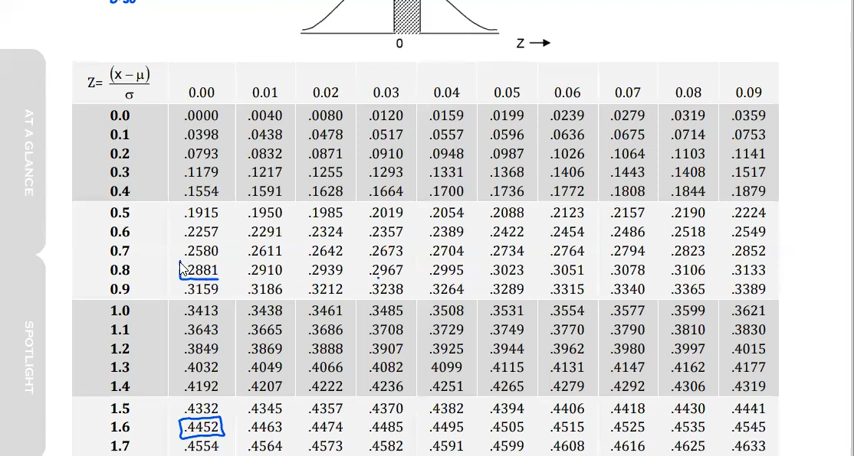 0
Z
Z= (x – μ) / σ 0.00 0.01 0.02 0.03 0.04 0.05 0.06 0.07 0.08 0.09
0.0 .0000 .0040 .0080 .0120 .0159 .0199 .0239 .0279 .0319 .0359
0.1 .0398 .0438 .0478 .0517 .0557 .0596 .0636 .0675 .0714 .0753
0.2 .0793 .0832 .0871 .0910 .0948 .0987 .1026 .1064 .1103 .1141
0.3 .1179 .1217 .1255 .1293 .1331 .1368 .1406 .1443 .1408 .1517
0.4 .1554 .1591 .1628 .1664 .1700 .1736 .1772 .1808 .1844 .1879
0.5 .1915 .1950 .1985 .2019 .2054 .2088 .2123 .2157 .2190 .2224
0.6 .2257 .2291 .2324 .2357 .2389 .2422 .2454 .2486 .2518 .2549
0.7 .2580 .2611 .2642 .2673 .2704 .2734 .2764 .2794 .2823 .2852
0.8 .2881 .2910 .2939 .2967 .2995 .3023 .3051 .3078 .3106 .3133
0.9 .3159 .3186 .3212 .3238 .3264 .3289 .3315 .3340 .3365 .3389
1.0 .3413 .3438 .3461 .3485 .3508 .3531 .3554 .3577 .3599 .3621
1.1 .3643 .3665 .3686 .3708 .3729 .3749 .3770 .3790 .3810 .3830
1.2 .3849 .3869 .3888 .3907 .3925 .3944 .3962 .3980 .3997 .4015
1.3 .4032 .4049 .4066 .4082 4099 .4115 .4131 .4147 .4162 .4177
1.4 .4192 .4207 .4222 .4236 .4251 .4265 .4279 .4292 .4306 .4319
1.5 .4332 .4345 .4357 .4370 .4382 .4394 .4406 .4418 .4430 .4441
1.6 .4452 .4463 .4474 .4485 .4495 .4505 .4515 .4525 .4535 .4545
1.7 .4554 .4564 .4573 .4582 .4591 .4599 .4608 .4616 .4625 .4633
AT A GLANCE
SPOTLIGHT